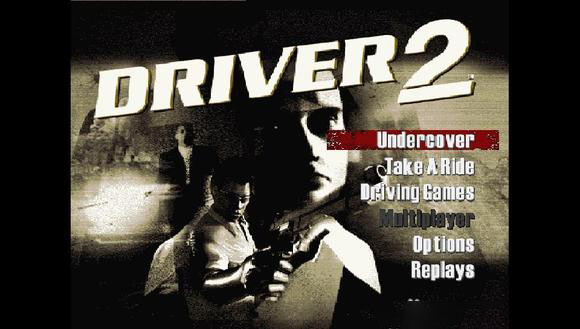 DRIVER 2
Undercover
Take A Ride
Driving Games
Multiplayer
Options
Replays